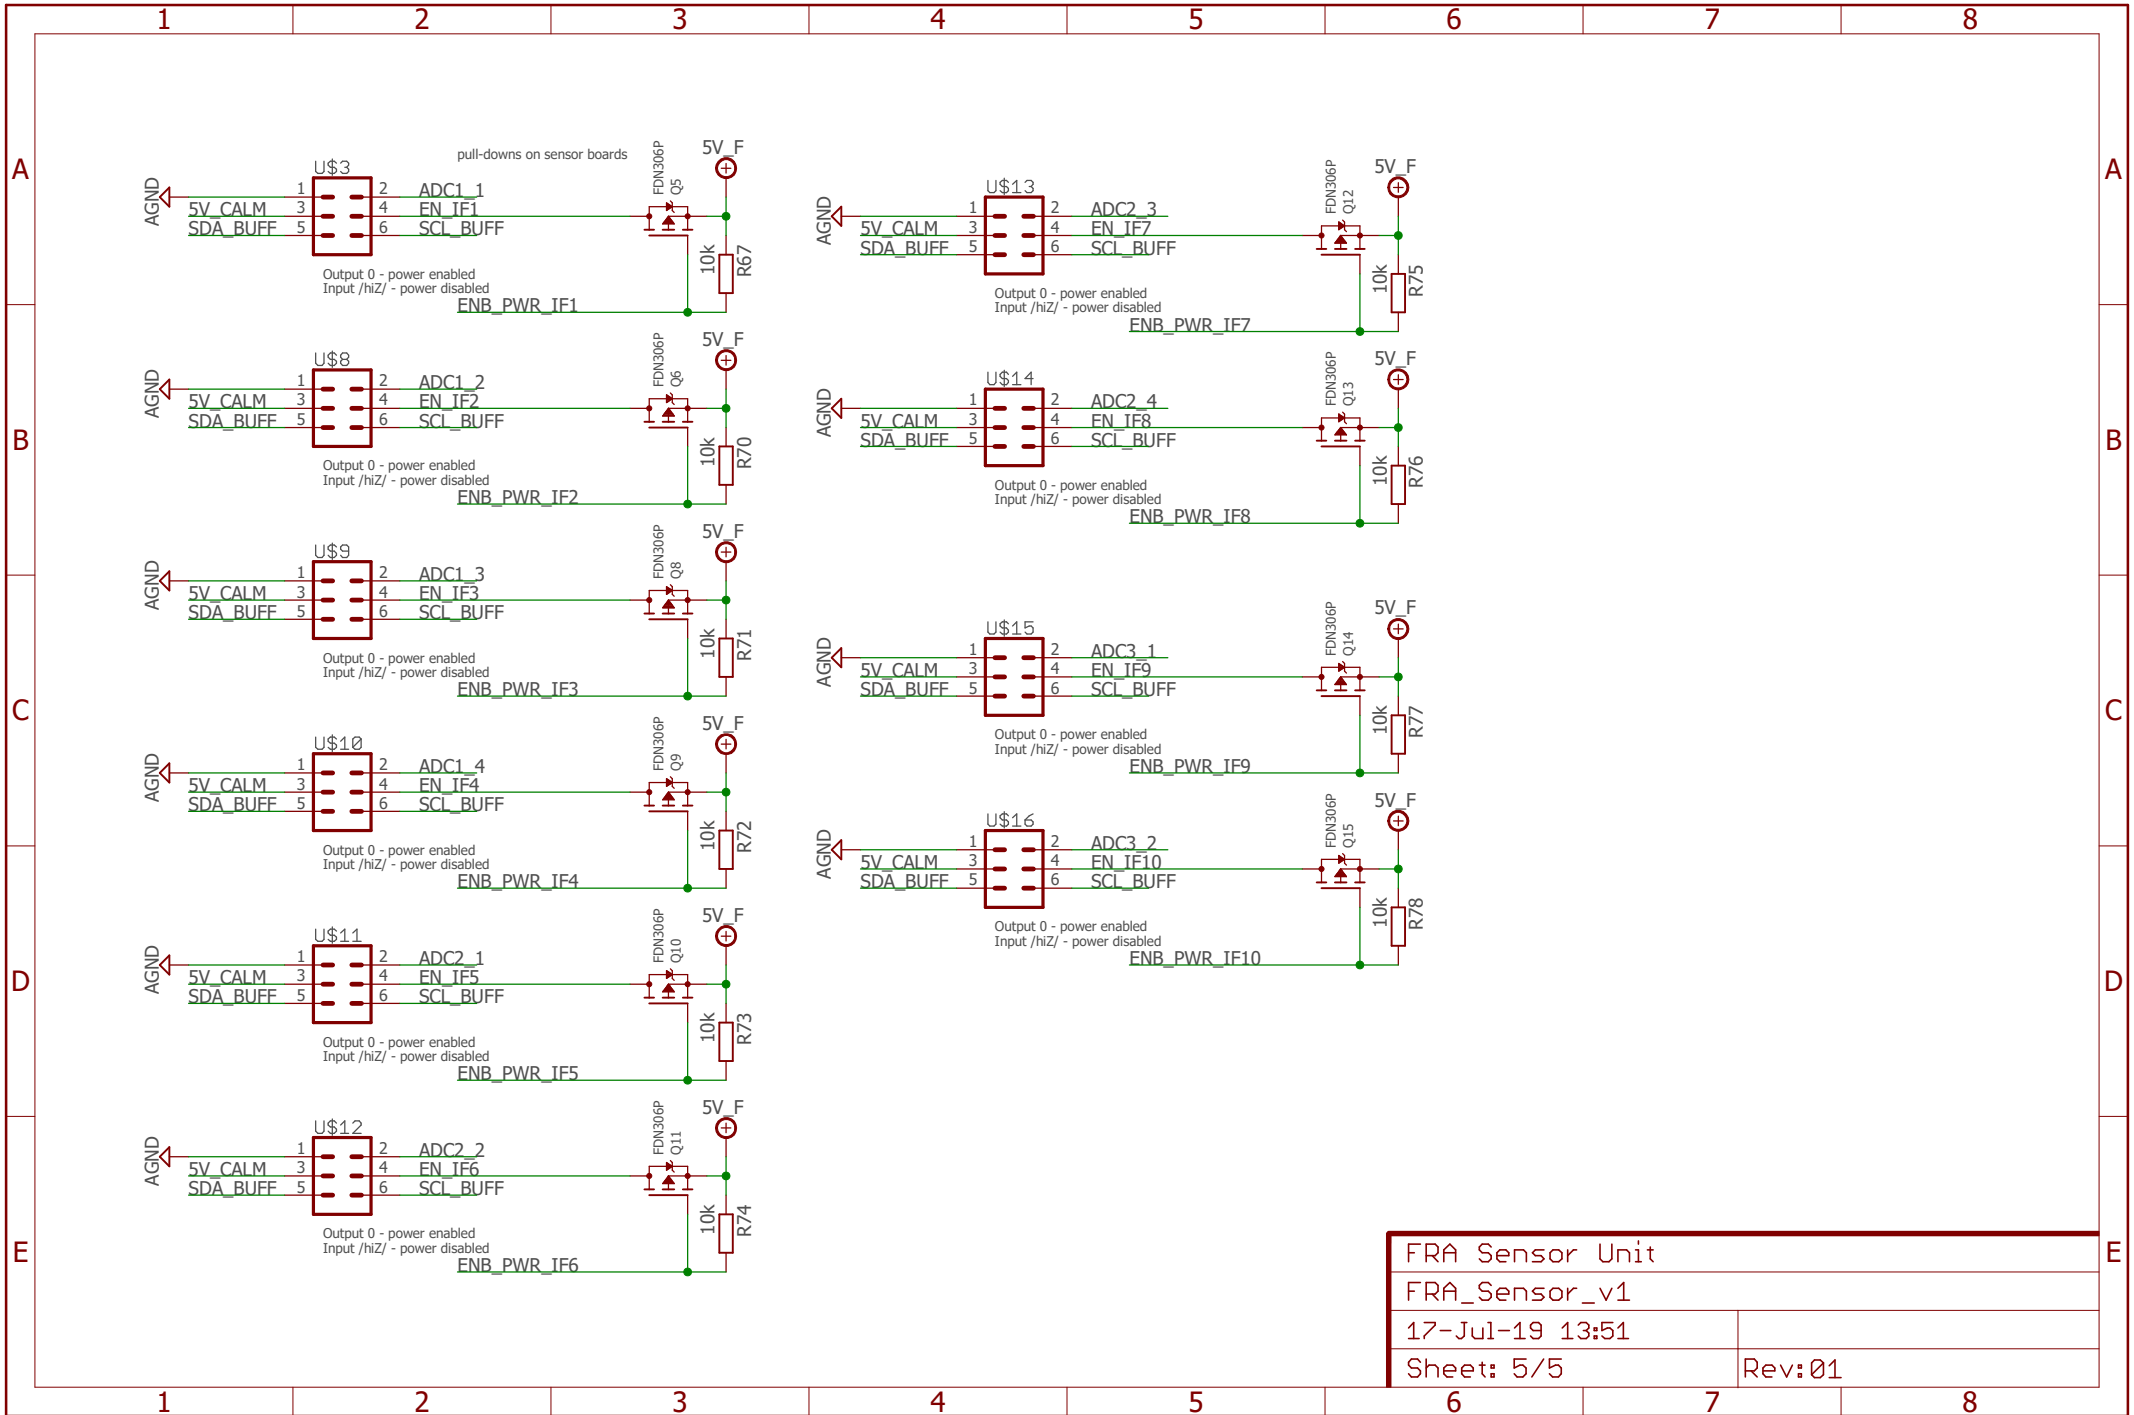 1 2 3 4 5 6 7 8
A A
B B
C C
D D
E E
pull-downs on sensor boards
U$3
AGND 1 2 ADC1_1
5V_CALM 3 4 EN_IF1
SDA_BUFF 5 6 SCL_BUFF
FDN306P Q5
5V_F
10k R67
Output 0 - power enabled
Input /hiZ/ - power disabled
ENB_PWR_IF1
U$8
AGND 1 2 ADC1_2
5V_CALM 3 4 EN_IF2
SDA_BUFF 5 6 SCL_BUFF
FDN306P Q6
5V_F
10k R70
Output 0 - power enabled
Input /hiZ/ - power disabled
ENB_PWR_IF2
U$9
AGND 1 2 ADC1_3
5V_CALM 3 4 EN_IF3
SDA_BUFF 5 6 SCL_BUFF
FDN306P Q8
5V_F
10k R71
Output 0 - power enabled
Input /hiZ/ - power disabled
ENB_PWR_IF3
U$10
AGND 1 2 ADC1_4
5V_CALM 3 4 EN_IF4
SDA_BUFF 5 6 SCL_BUFF
FDN306P Q9
5V_F
10k R72
Output 0 - power enabled
Input /hiZ/ - power disabled
ENB_PWR_IF4
U$11
AGND 1 2 ADC2_1
5V_CALM 3 4 EN_IF5
SDA_BUFF 5 6 SCL_BUFF
FDN306P Q10
5V_F
10k R73
Output 0 - power enabled
Input /hiZ/ - power disabled
ENB_PWR_IF5
U$12
AGND 1 2 ADC2_2
5V_CALM 3 4 EN_IF6
SDA_BUFF 5 6 SCL_BUFF
FDN306P Q11
5V_F
10k R74
Output 0 - power enabled
Input /hiZ/ - power disabled
ENB_PWR_IF6
U$13
AGND 1 2 ADC2_3
5V_CALM 3 4 EN_IF7
SDA_BUFF 5 6 SCL_BUFF
FDN306P Q12
5V_F
10k R75
Output 0 - power enabled
Input /hiZ/ - power disabled
ENB_PWR_IF7
U$14
AGND 1 2 ADC2_4
5V_CALM 3 4 EN_IF8
SDA_BUFF 5 6 SCL_BUFF
FDN306P Q13
5V_F
10k R76
Output 0 - power enabled
Input /hiZ/ - power disabled
ENB_PWR_IF8
U$15
AGND 1 2 ADC3_1
5V_CALM 3 4 EN_IF9
SDA_BUFF 5 6 SCL_BUFF
FDN306P Q14
5V_F
10k R77
Output 0 - power enabled
Input /hiZ/ - power disabled
ENB_PWR_IF9
U$16
AGND 1 2 ADC3_2
5V_CALM 3 4 EN_IF10
SDA_BUFF 5 6 SCL_BUFF
FDN306P Q15
5V_F
10k R78
Output 0 - power enabled
Input /hiZ/ - power disabled
ENB_PWR_IF10
FRA Sensor Unit
FRA_Sensor_v1
17-Jul-19 13:51
Sheet: 5/5 Rev:01
1 2 3 4 5 6 7 8